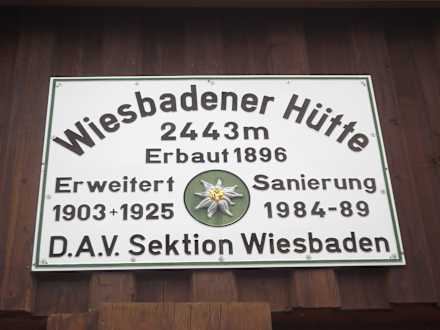 Wiesbadener Hütte
2443m
Erbaut 1896
Erweitert Sanierung
1903+1925 1984-89
D.A.V. Sektion Wiesbaden